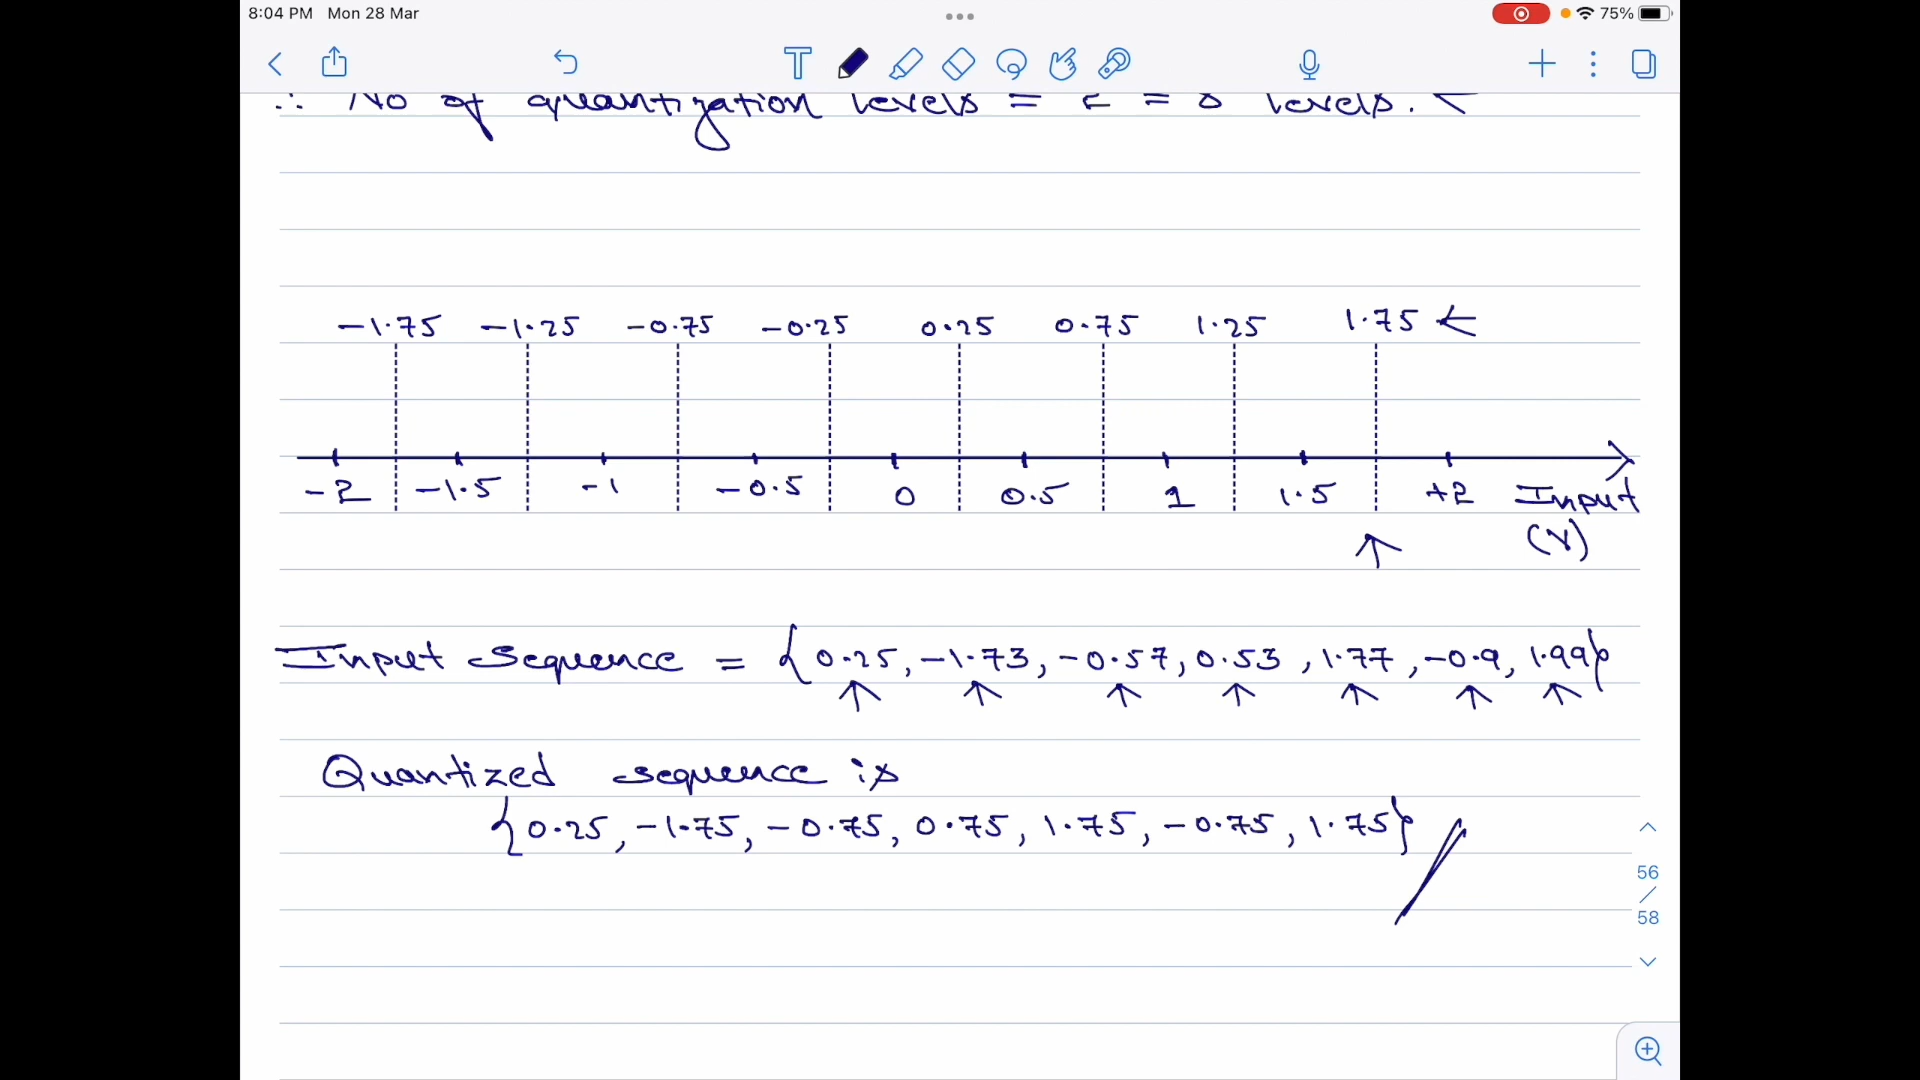 8:04 PM Mon 28 Mar 75%
∴ No of quantization levels = = 8 levels. ←
-1.75 -1.25 -0.75 -0.25 0.25 0.75 1.25 1.75 ←
-2 -1.5 -1 -0.5 0 0.5 1 1.5 +2 Input
(V)
Input Sequence = {0.25, -1.73, -0.57, 0.53, 1.77, -0.9, 1.99}
Quantized sequence is
{0.25, -1.75, -0.75, 0.75, 1.75, -0.75, 1.75}
56
58